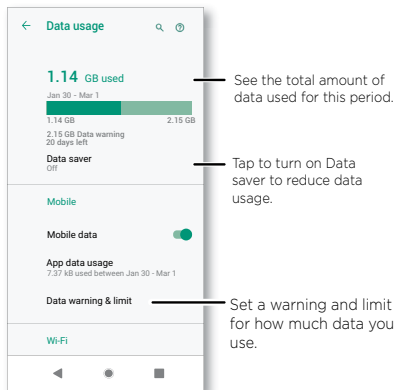 Data usage
1.14 GB used
Jan 30 - Mar 1
1.14 GB 2.15 GB
2.15 GB Data warning
20 days left
Data saver
Off
Mobile
Mobile data
App data usage
7.37 kB used between Jan 30 - Mar 1
Data warning & limit
Wi-Fi
See the total amount of
data used for this period.
Tap to turn on Data
saver to reduce data
usage.
Set a warning and limit
for how much data you
use.